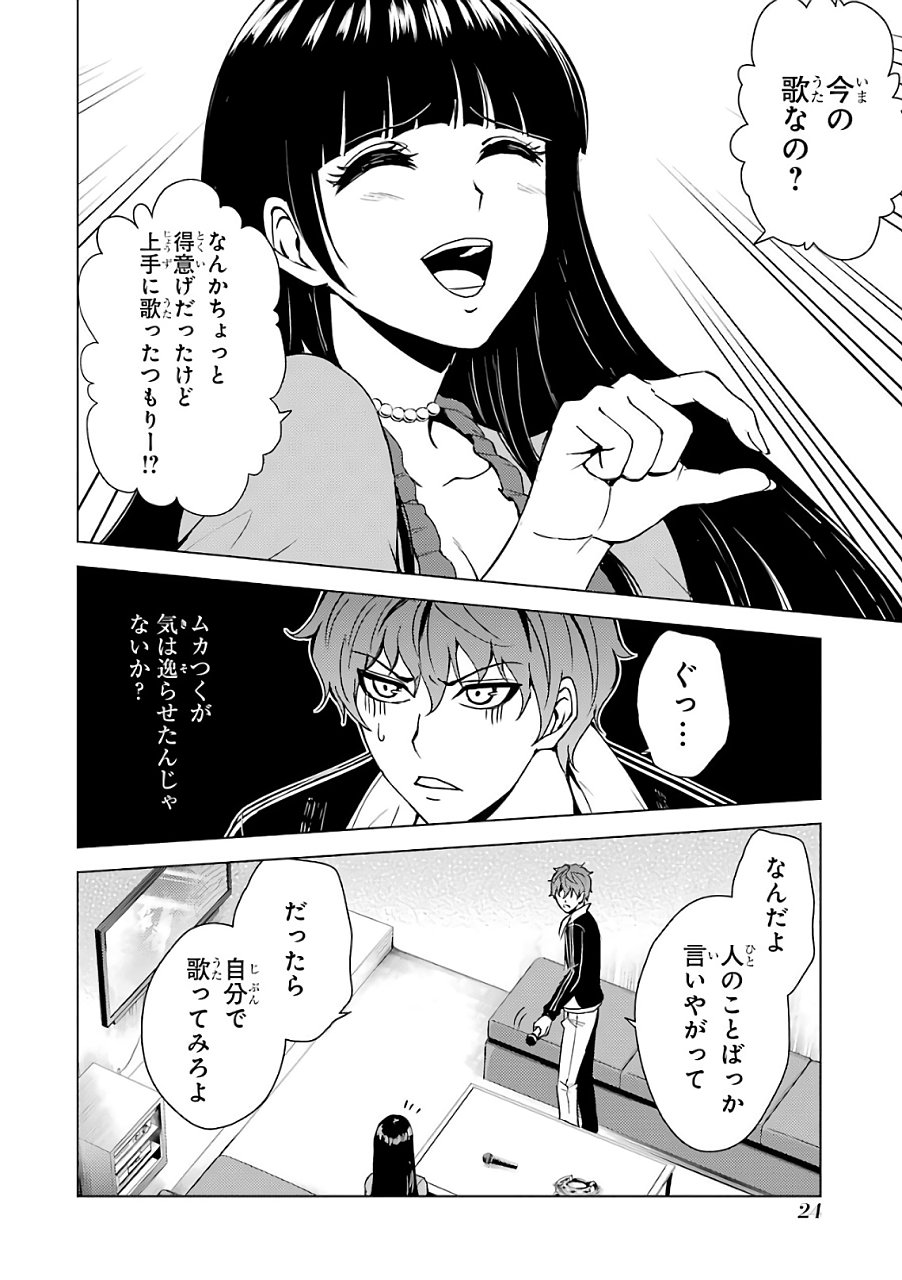 今の
歌なの?
なんかちょっと
得意げだったけど
上手に歌ったつもりー!?
ぐっ…
ムカつくが
気は逸らせたんじゃ
ないか?
なんだよ
人のことばっか
言いやがって
だったら
自分で
歌ってみろよ
24